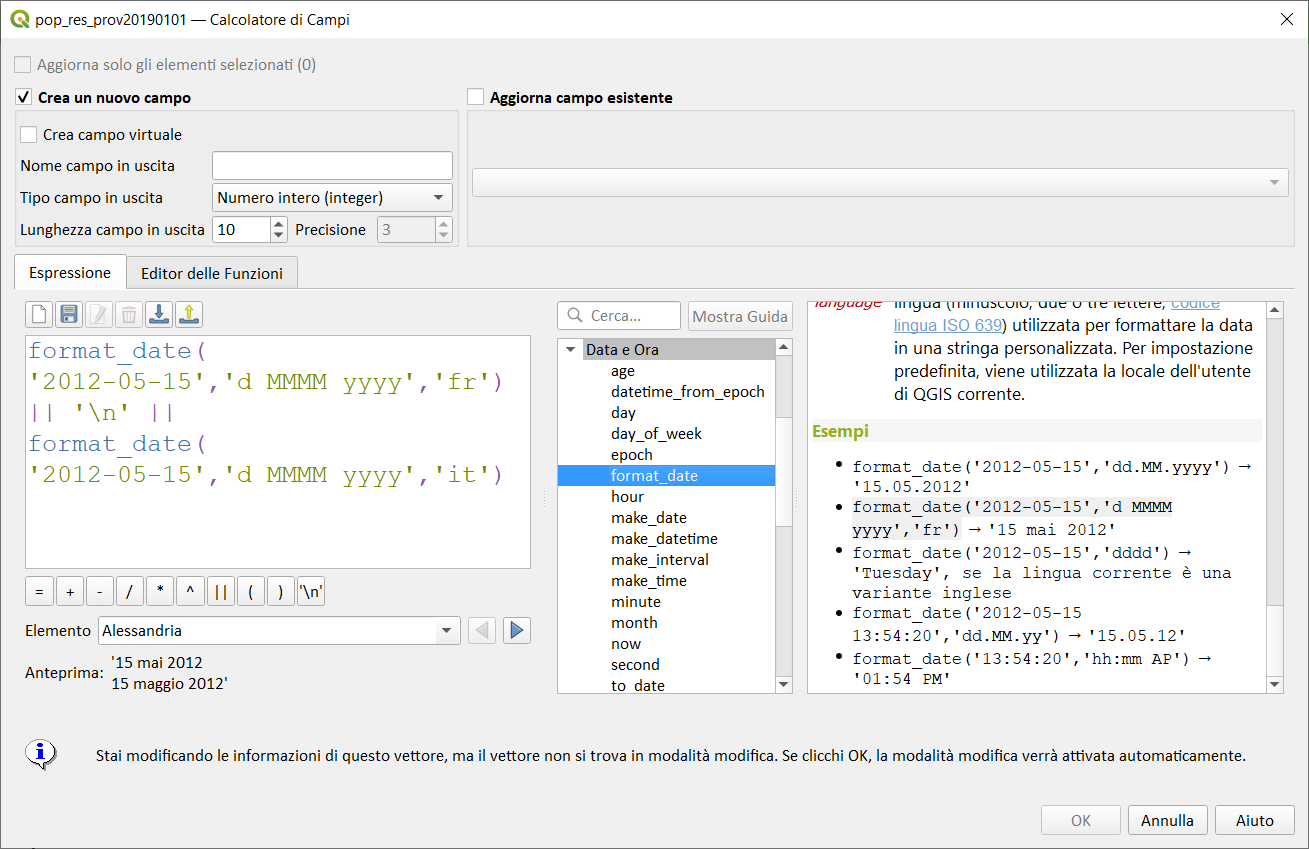 pop_res_prov20190101 — Calcolatore di Campi
Aggiorna solo gli elementi selezionati (0)
Crea un nuovo campo
Aggiorna campo esistente
Crea campo virtuale
Nome campo in uscita
Tipo campo in uscita
Numero intero (integer)
Lunghezza campo in uscita
10
Precisione
3
Espressione
Editor delle Funzioni
format_date(
'2012-05-15','d MMMM yyyy','fr')
|| '\n' ||
format_date(
'2012-05-15','d MMMM yyyy','it')
= + - / * ^ || ( ) '\n'
Elemento
Alessandria
Anteprima:
'15 mai 2012
15 maggio 2012'
Cerca...
Mostra Guida
Data e Ora
age
datetime_from_epoch
day
day_of_week
epoch
format_date
hour
make_date
make_datetime
make_interval
make_time
minute
month
now
second
to_date
language
lingua (minuscolo, due o tre lettere, codice
lingua ISO 639) utilizzata per formattare la data
in una stringa personalizzata. Per impostazione
predefinita, viene utilizzata la locale dell'utente
di QGIS corrente.
Esempi
• format_date('2012-05-15','dd.MM.yyyy') →
'15.05.2012'
• format_date('2012-05-15','d MMMM
yyyy','fr') → '15 mai 2012'
• format_date('2012-05-15','dddd') →
'Tuesday', se la lingua corrente è una
variante inglese
• format_date('2012-05-15
13:54:20','dd.MM.yy') → '15.05.12'
• format_date('13:54:20','hh:mm AP') →
'01:54 PM'
Stai modificando le informazioni di questo vettore, ma il vettore non si trova in modalità modifica. Se clicchi OK, la modalità modifica verrà attivata automaticamente.
OK
Annulla
Aiuto